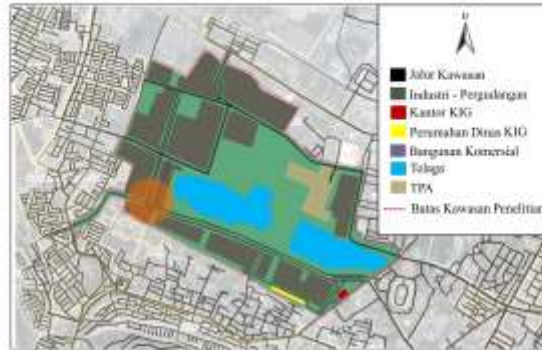 Jalur Kawasan
Industri - Pergudangan
Kantor KIG
Perumahan Dinas KIG
Bangunan Komersial
Telaga
TPA
Batas Kawasan Penelitian